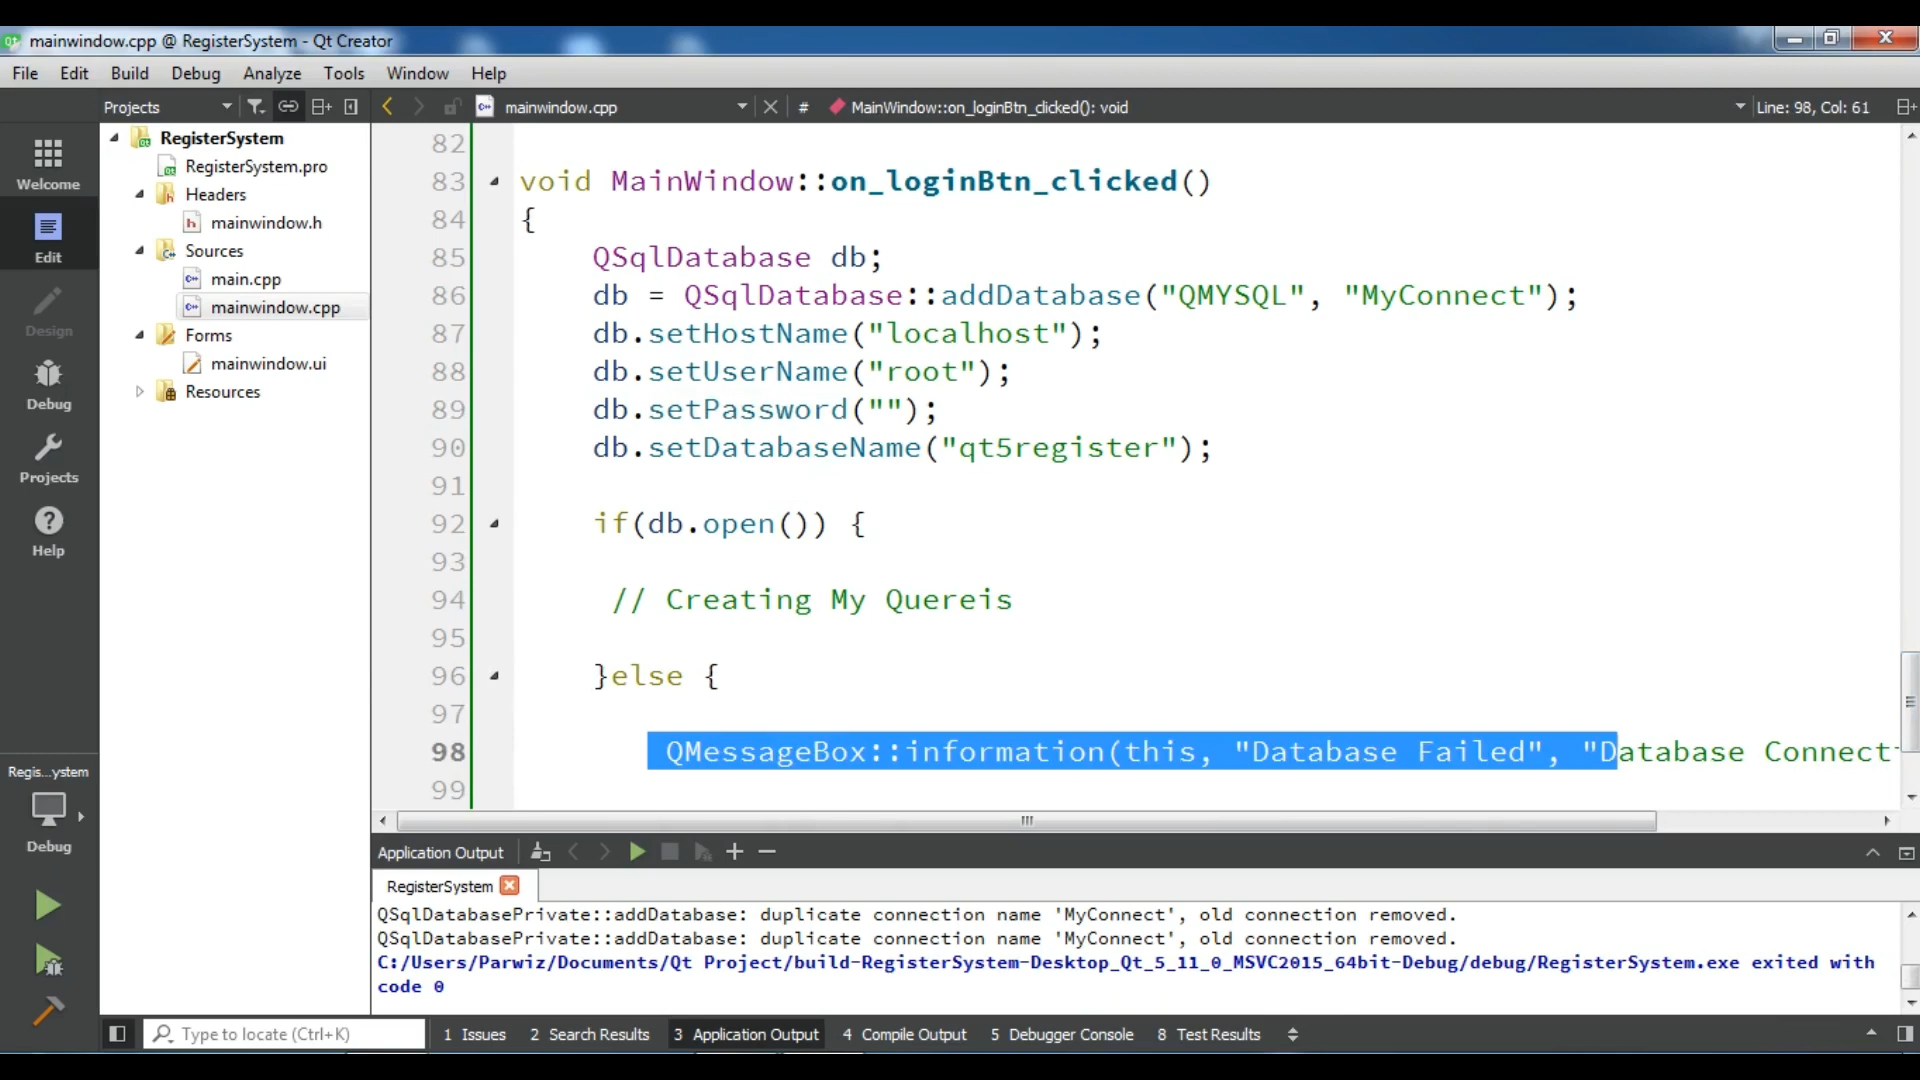 mainwindow.cpp @ RegisterSystem - Qt Creator
File Edit Build Debug Analyze Tools Window Help
Projects
mainwindow.cpp
# MainWindow::on_loginBtn_clicked(): void
Line: 98, Col: 61
Welcome
Edit
Design
Debug
Projects
Help
Regis...ystem
Debug
RegisterSystem
RegisterSystem.pro
Headers
mainwindow.h
Sources
main.cpp
mainwindow.cpp
Forms
mainwindow.ui
Resources
82
83 void MainWindow::on_loginBtn_clicked()
84 {
85 QSqlDatabase db;
86 db = QSqlDatabase::addDatabase("QMYSQL", "MyConnect");
87 db.setHostName("localhost");
88 db.setUserName("root");
89 db.setPassword("");
90 db.setDatabaseName("qt5register");
91
92 if(db.open()) {
93
94 // Creating My Quereis
95
96 }else {
97
98 QMessageBox::information(this, "Database Failed", "Database Connect
99
Application Output
RegisterSystem
QSqlDatabasePrivate::addDatabase: duplicate connection name 'MyConnect', old connection removed.
QSqlDatabasePrivate::addDatabase: duplicate connection name 'MyConnect', old connection removed.
C:/Users/Parwiz/Documents/Qt Project/build-RegisterSystem-Desktop_Qt_5_11_0_MSVC2015_64bit-Debug/debug/RegisterSystem.exe exited with
code 0
Type to locate (Ctrl+K)
1 Issues 2 Search Results 3 Application Output 4 Compile Output 5 Debugger Console 8 Test Results